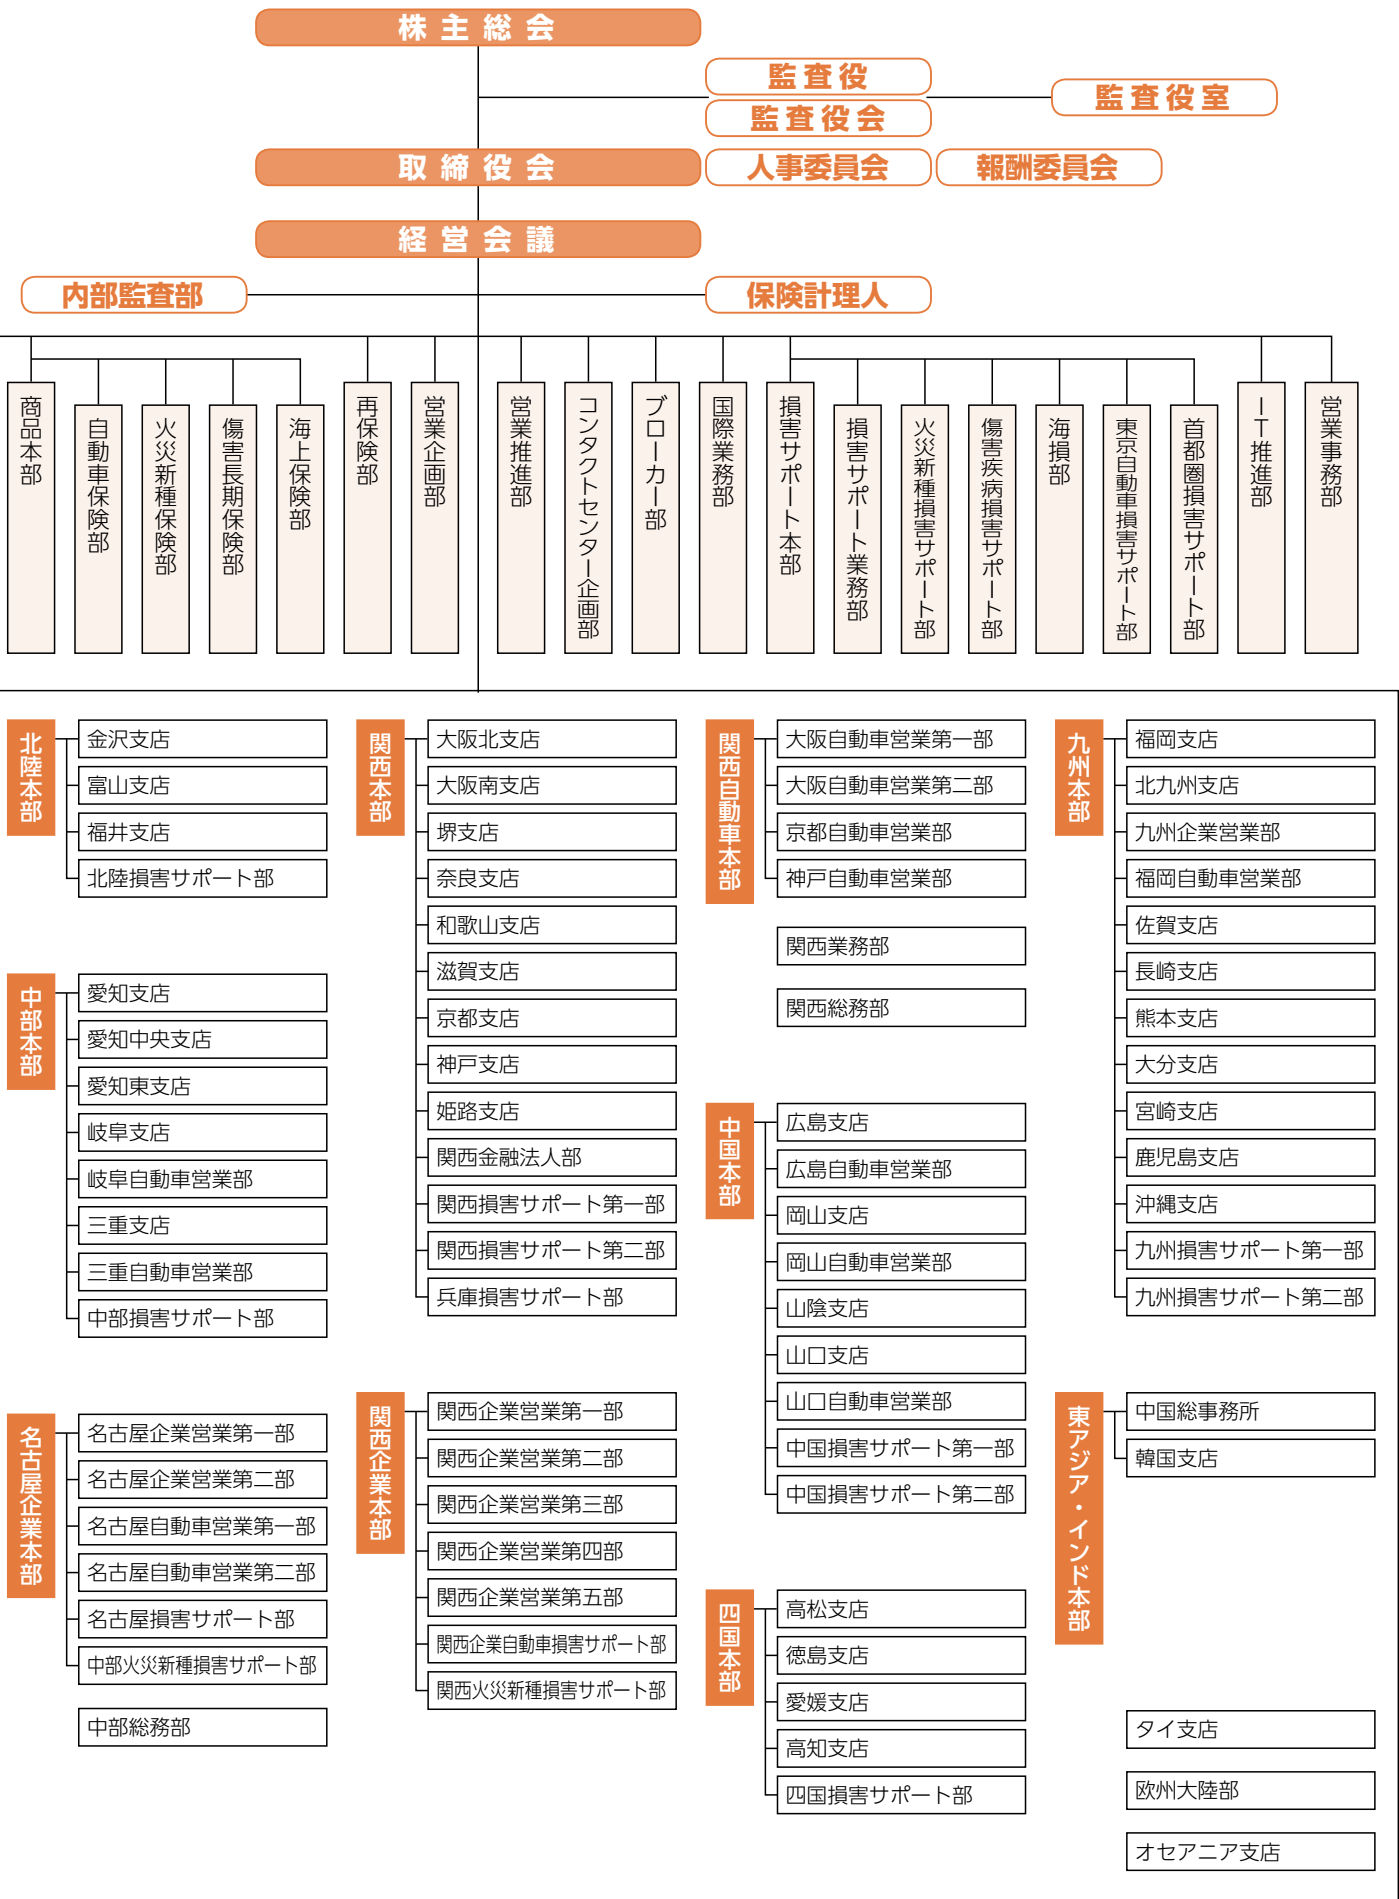 株主総会
監査役
監査役会
監査役室
取締役会
人事委員会
報酬委員会
経営会議
内部監査部
保険計理人
商品本部
自動車保険部
火災新種保険部
傷害長期保険部
海上保険部
再保険部
営業企画部
営業推進部
コンタクトセンター企画部
ブローカー部
国際業務部
損害サポート本部
損害サポート業務部
火災新種損害サポート部
傷害疾病損害サポート部
海損部
東京自動車損害サポート部
首都圏損害サポート部
IT推進部
営業事務部
北陸本部
金沢支店
富山支店
福井支店
北陸損害サポート部
中部本部
愛知支店
愛知中央支店
愛知東支店
岐阜支店
岐阜自動車営業部
三重支店
三重自動車営業部
中部損害サポート部
名古屋企業本部
名古屋企業営業第一部
名古屋企業営業第二部
名古屋自動車営業第一部
名古屋自動車営業第二部
名古屋損害サポート部
中部火災新種損害サポート部
中部総務部
関西本部
大阪北支店
大阪南支店
堺支店
奈良支店
和歌山支店
滋賀支店
京都支店
神戸支店
姫路支店
関西金融法人部
関西損害サポート第一部
関西損害サポート第二部
兵庫損害サポート部
関西企業本部
関西企業営業第一部
関西企業営業第二部
関西企業営業第三部
関西企業営業第四部
関西企業営業第五部
関西企業自動車損害サポート部
関西火災新種損害サポート部
関西自動車本部
大阪自動車営業第一部
大阪自動車営業第二部
京都自動車営業部
神戸自動車営業部
関西業務部
関西総務部
中国本部
広島支店
広島自動車営業部
岡山支店
岡山自動車営業部
山陰支店
山口支店
山口自動車営業部
中国損害サポート第一部
中国損害サポート第二部
四国本部
高松支店
徳島支店
愛媛支店
高知支店
四国損害サポート部
九州本部
福岡支店
北九州支店
九州企業営業部
福岡自動車営業部
佐賀支店
長崎支店
熊本支店
大分支店
宮崎支店
鹿児島支店
沖縄支店
九州損害サポート第一部
九州損害サポート第二部
東アジア・インド本部
中国総事務所
韓国支店
タイ支店
欧州大陸部
オセアニア支店